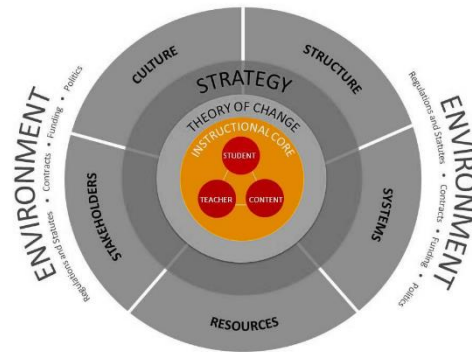 ENVIRONMENT
Regulations and Statutes • Contracts • Funding • Politics
CULTURE
STRUCTURE
STRATEGY
THEORY OF CHANGE
INSTRUCTIONAL CORE
STUDENT
TEACHER
CONTENT
STAKEHOLDERS
SYSTEMS
RESOURCES
ENVIRONMENT
Regulations and Statutes • Contracts • Funding • Politics